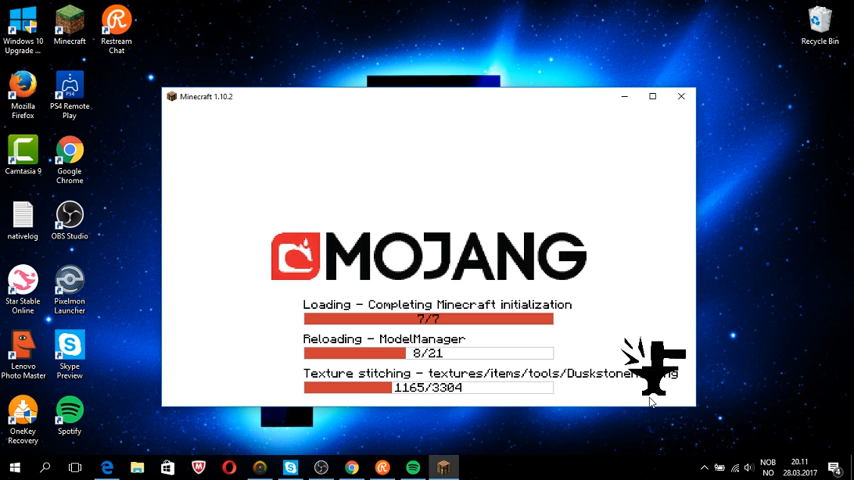 Windows 10
Upgrade ...
Minecraft
Restream
Chat
Recycle Bin
Mozilla
Firefox
PS4 Remote
Play
Camtasia 9
Google
Chrome
nativelog
OBS Studio
Star Stable
Online
Pixelmon
Launcher
Lenovo
Photo Master
Skype
Preview
OneKey
Recovery
Spotify
Minecraft 1.10.2
MOJANG
Loading - Completing Minecraft initialization
7/7
Reloading - ModelManager
8/21
Texture stitching - textures/items/tools/Duskstone
1165/3304
NOB
NO
20.11
28.03.2017
4